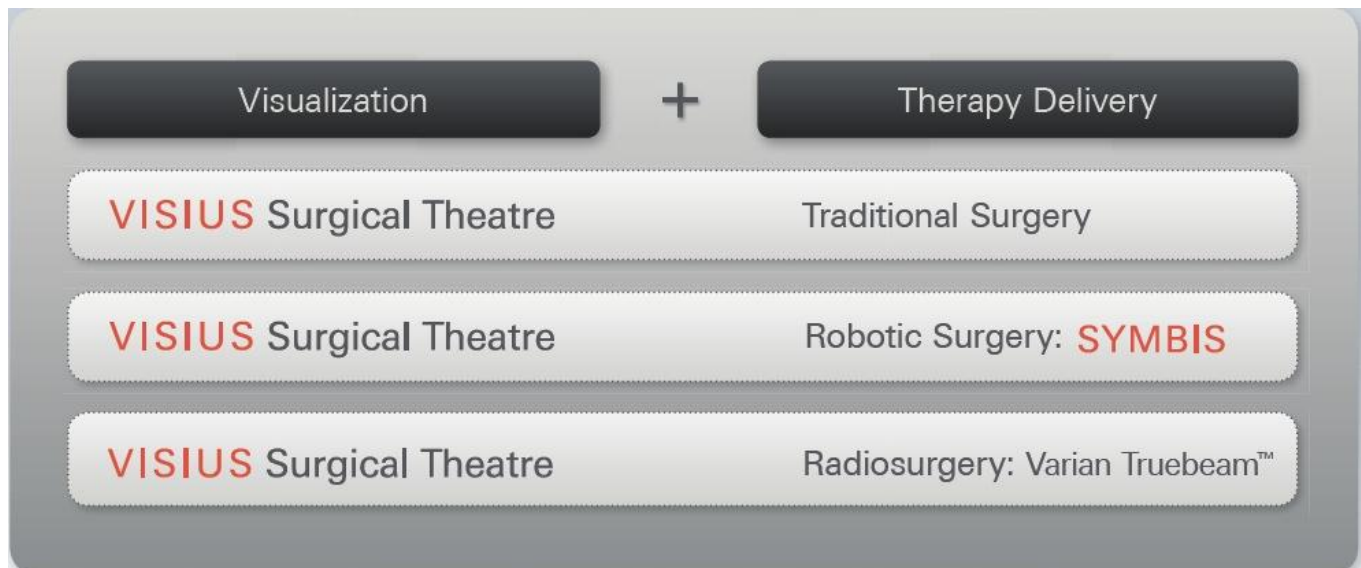 Visualization + Therapy Delivery
VISIUS Surgical Theatre Traditional Surgery
VISIUS Surgical Theatre Robotic Surgery: SYMBIS
VISIUS Surgical Theatre Radiosurgery: Varian Truebeam™